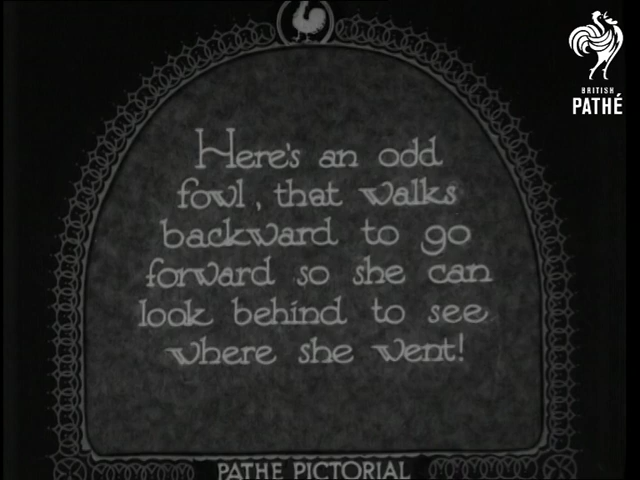 BRITISH
PATHÉ
Here's an odd
fowl, that walks
backward to go
forward so she can
look behind to see
where she went!
PATHE PICTORIAL